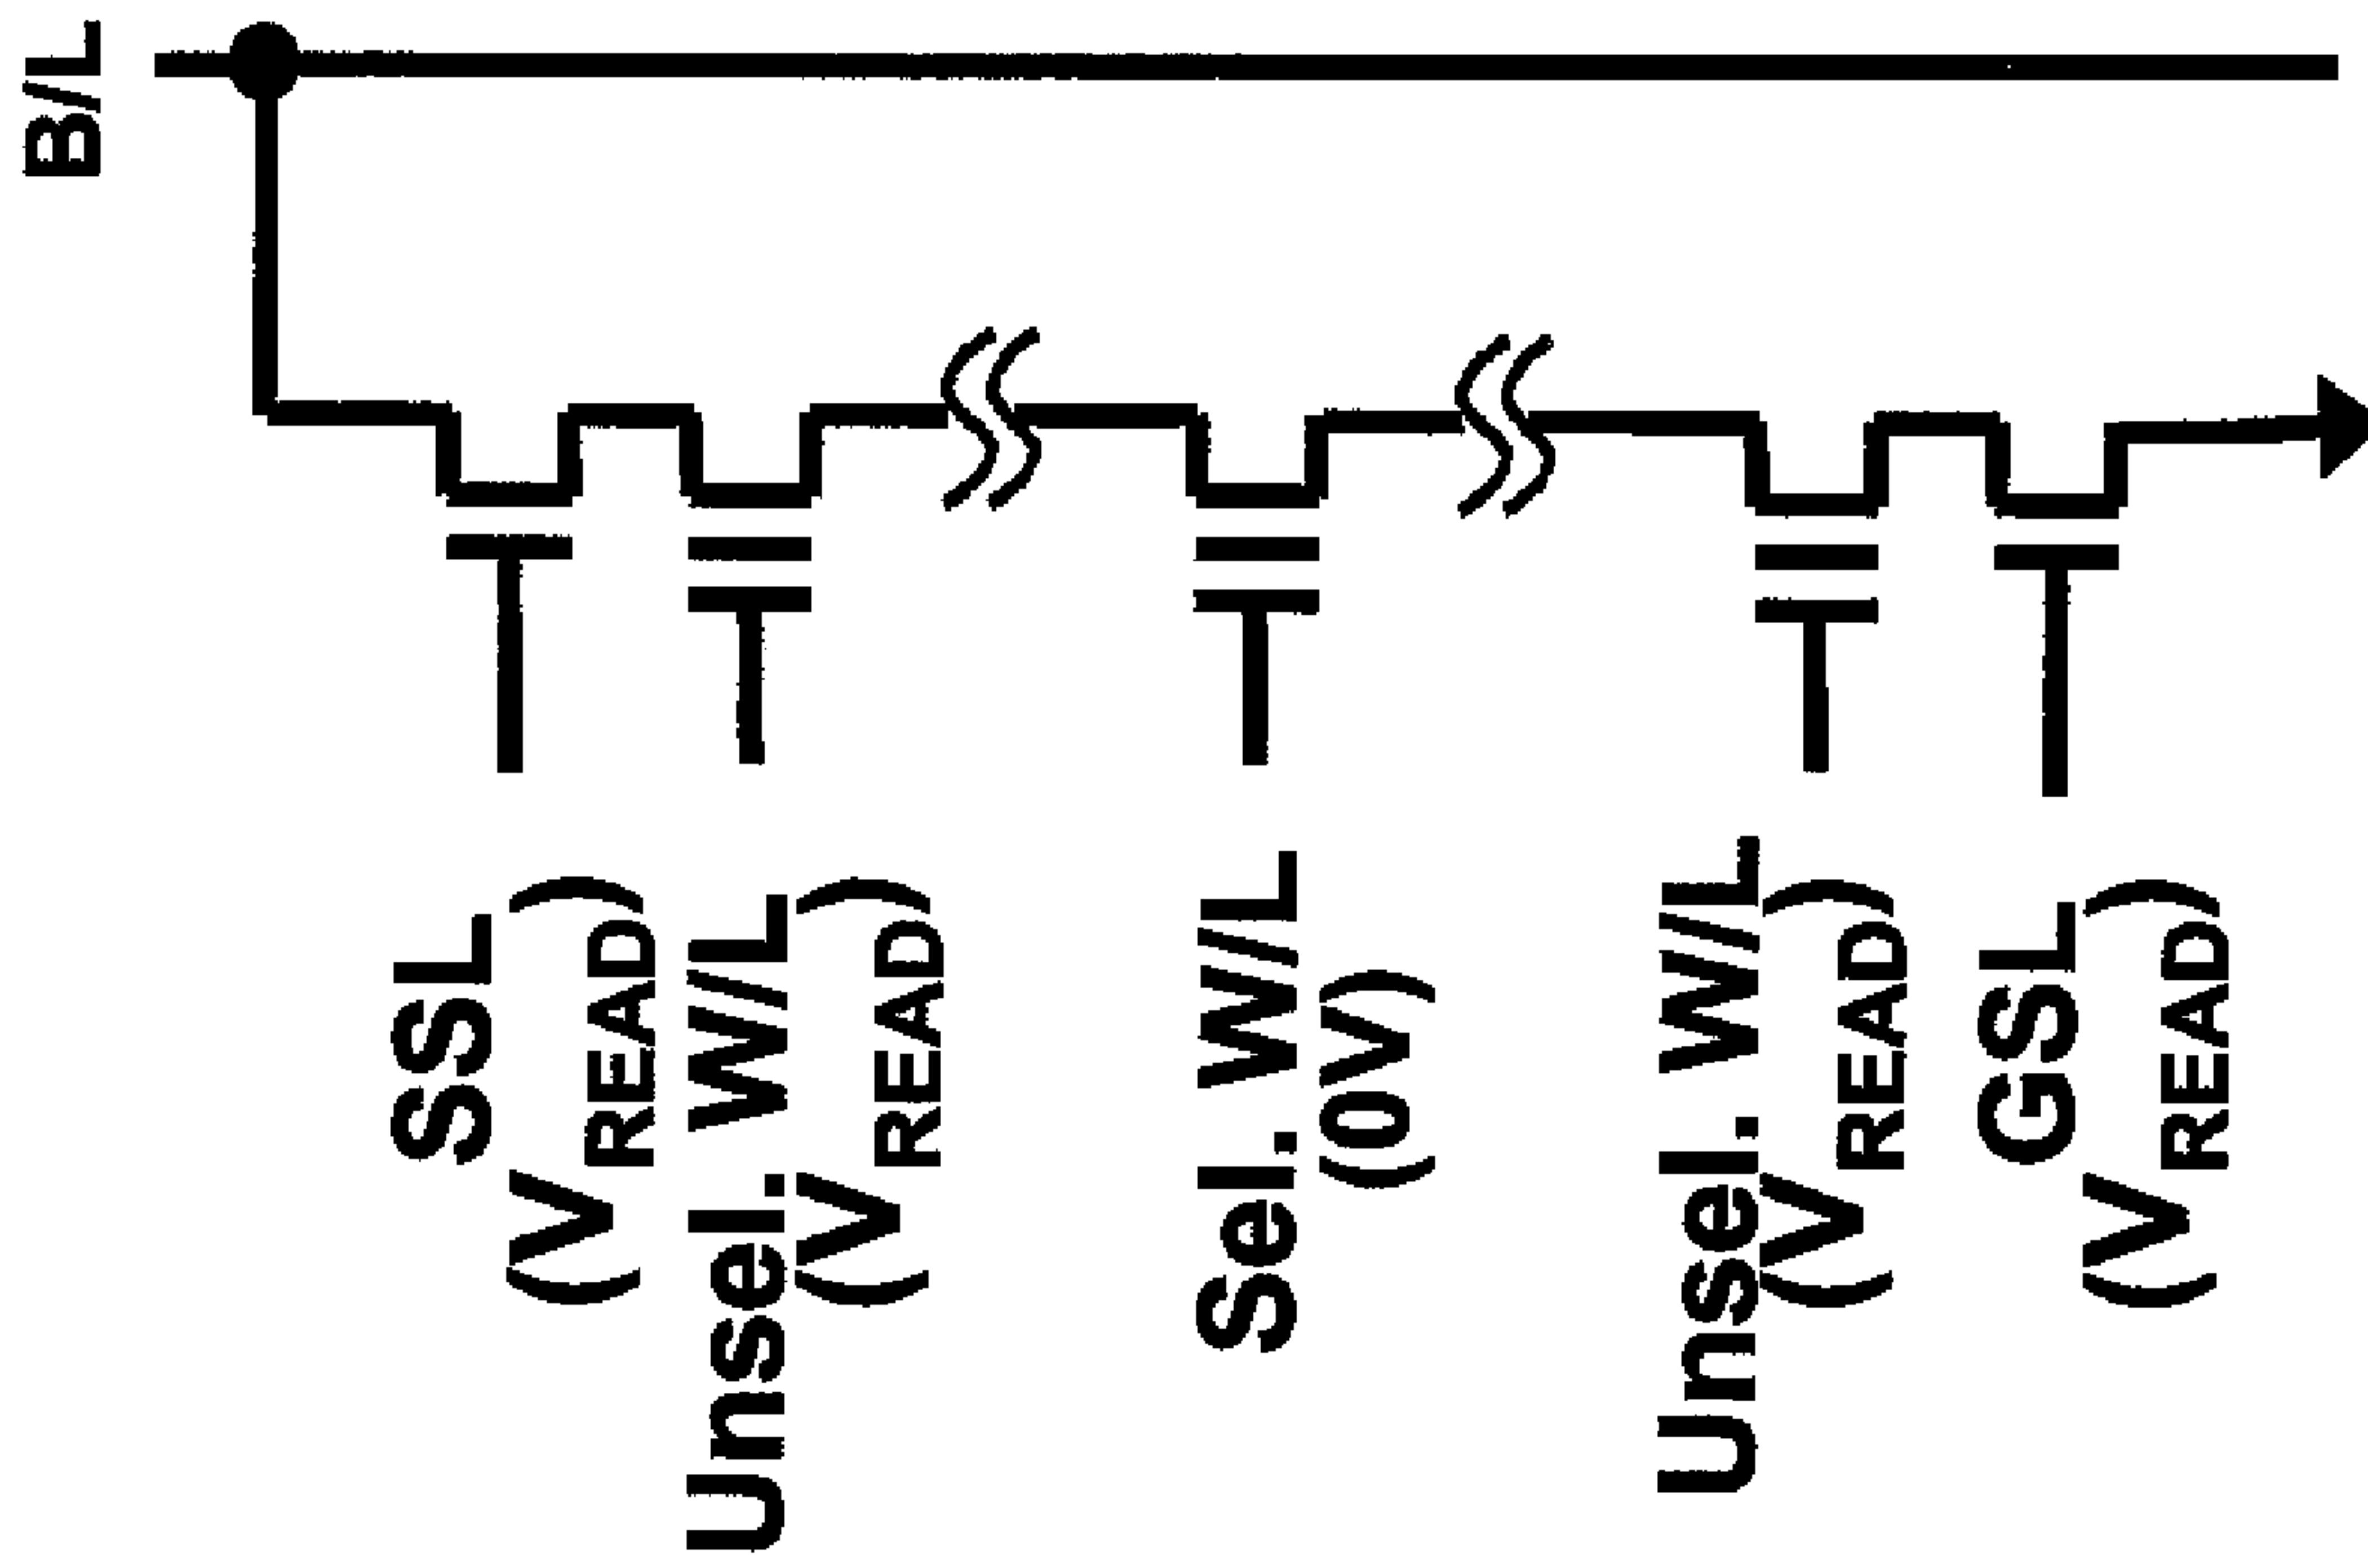 B/L
SSL
(VREAD)
Unsel. W/L
(VREAD)
Sel. W/L
(0V)
Unsel. W/L
(VREAD)
GSL
(VREAD)